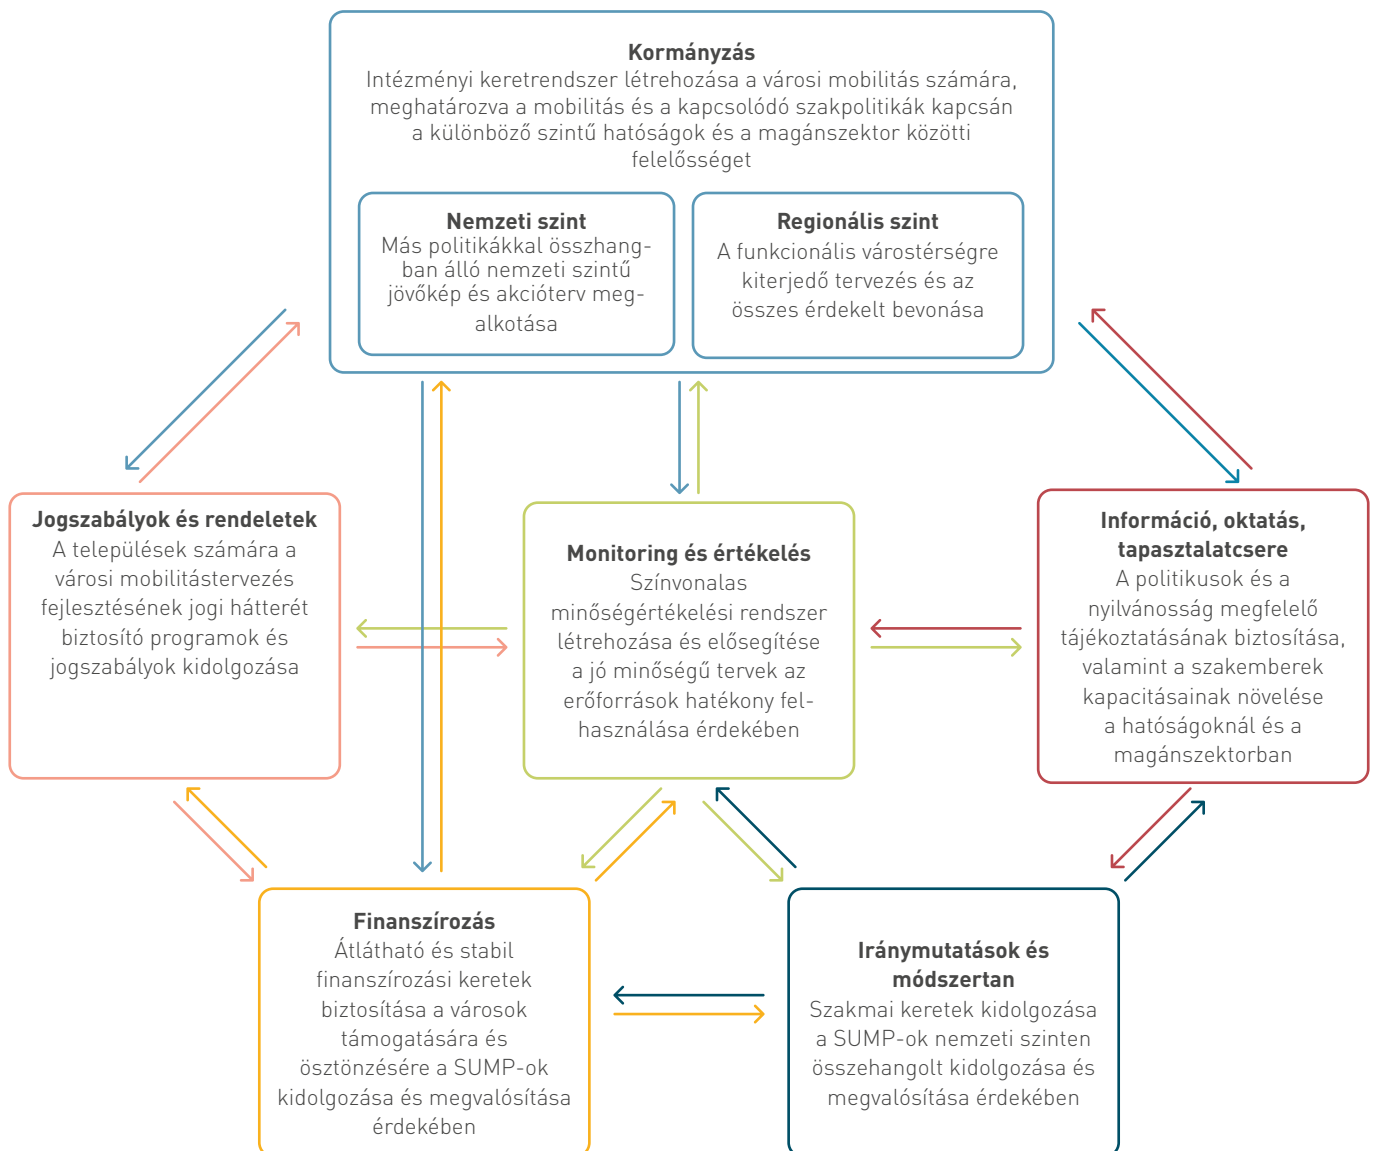 Kormányzás
Intézményi keretrendszer létrehozása a városi mobilitás számára,
meghatározva a mobilitás és a kapcsolódó szakpolitikák kapcsán
a különböző szintű hatóságok és a magánszektor közötti
felelősséget
Nemzeti szint
Más politikákkal összhang-
ban álló nemzeti szintű
jövőkép és akcióterv meg-
alkotása
Regionális szint
A funkcionális várostérségre
kiterjedő tervezés és az
összes érdekelt bevonása
Jogszabályok és rendeletek
A települések számára a
városi mobilitástervezés
fejlesztésének jogi hátterét
biztosító programok és
jogszabályok kidolgozása
Monitoring és értékelés
Színvonalas
minőségértékelési rendszer
létrehozása és elősegítése
a jó minőségű tervek az
erőforrások hatékony fel-
használása érdekében
Információ, oktatás,
tapasztalatcsere
A politikusok és a
nyilvánosság megfelelő
tájékoztatásának biztosítása,
valamint a szakemberek
kapacitásainak növelése
a hatóságoknál és a
magánszektorban
Finanszírozás
Átlátható és stabil
finanszírozási keretek
biztosítása a városok
támogatására és
ösztönzésére a SUMP-ok
kidolgozása és megvalósítása
érdekében
Iránymutatások és
módszertan
Szakmai keretek kidolgozása
a SUMP-ok nemzeti szinten
összehangolt kidolgozása és
megvalósítása érdekében